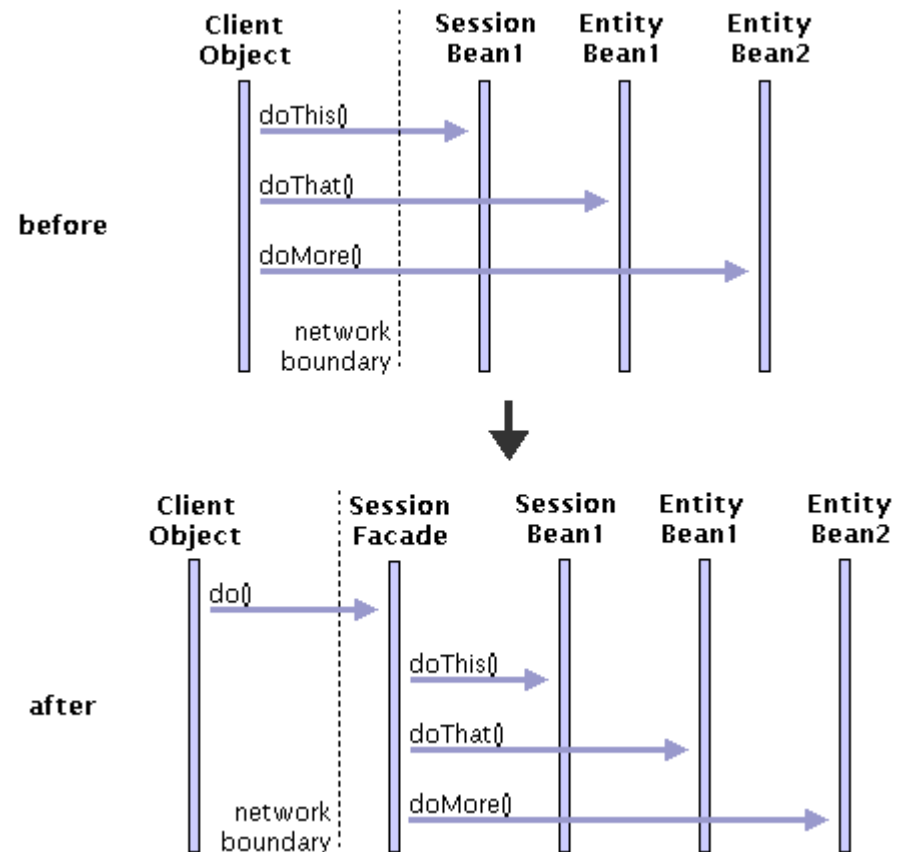 Client
Object
Session
Bean1
Entity
Bean1
Entity
Bean2
doThis()
doThat()
before
doMore()
network
boundary
Client
Object
Session
Facade
Session
Bean1
Entity
Bean1
Entity
Bean2
do()
doThis()
after
doThat()
doMore()
network
boundary